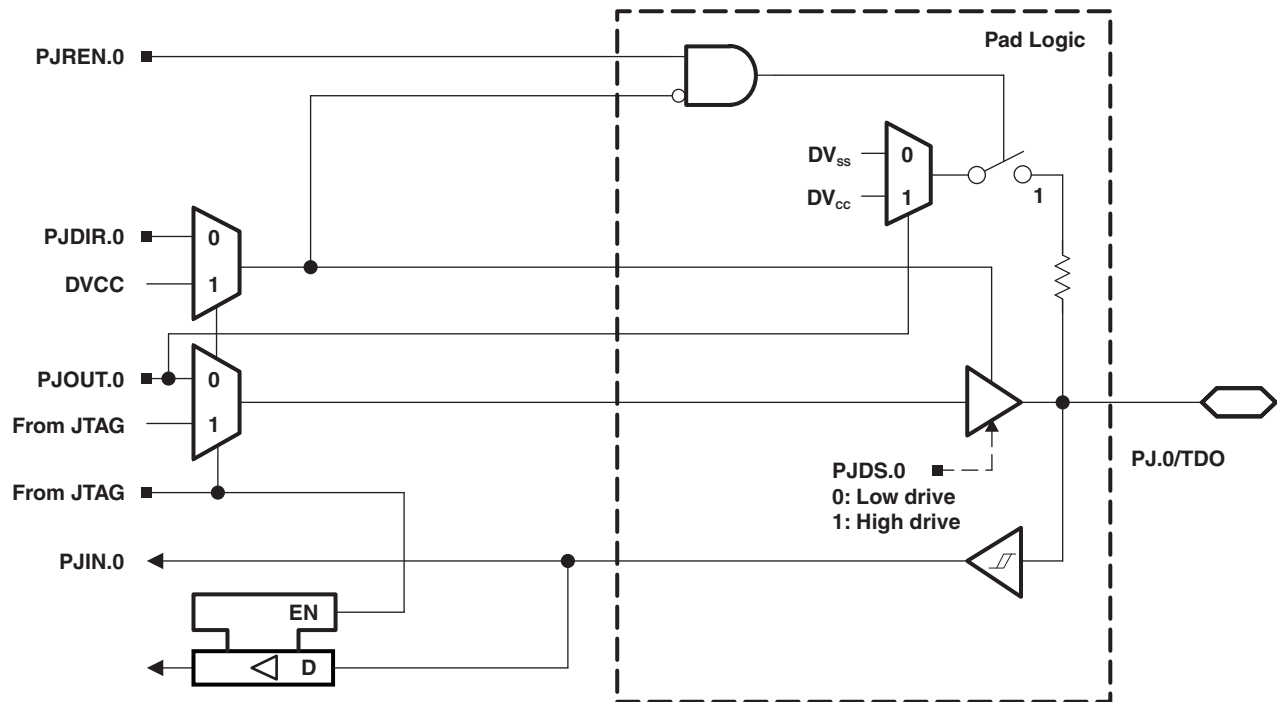 Pad Logic
PJREN.0
DVss
0
DVcc
1
1
PJDIR.0
0
DVCC
1
PJOUT.0
0
From JTAG
1
PJDS.0
0: Low drive
1: High drive
PJ.0/TDO
From JTAG
PJIN.0
EN
D